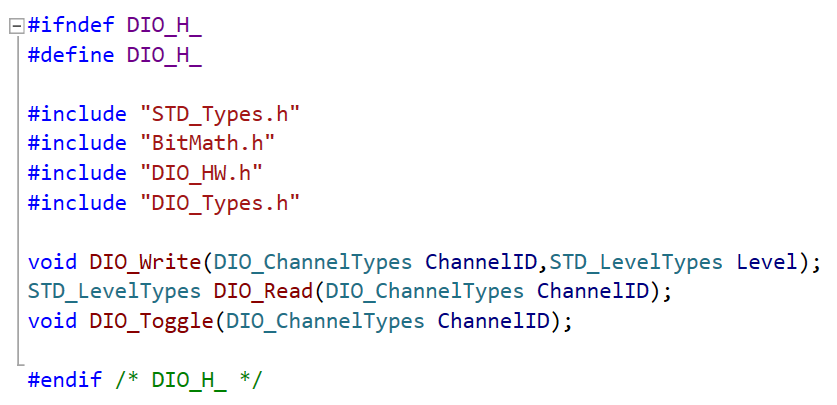 #ifndef DIO_H_
#define DIO_H_
#include "STD_Types.h"
#include "BitMath.h"
#include "DIO_HW.h"
#include "DIO_Types.h"
void DIO_Write(DIO_ChannelTypes ChannelID,STD_LevelTypes Level);
STD_LevelTypes DIO_Read(DIO_ChannelTypes ChannelID);
void DIO_Toggle(DIO_ChannelTypes ChannelID);
#endif /* DIO_H_ */